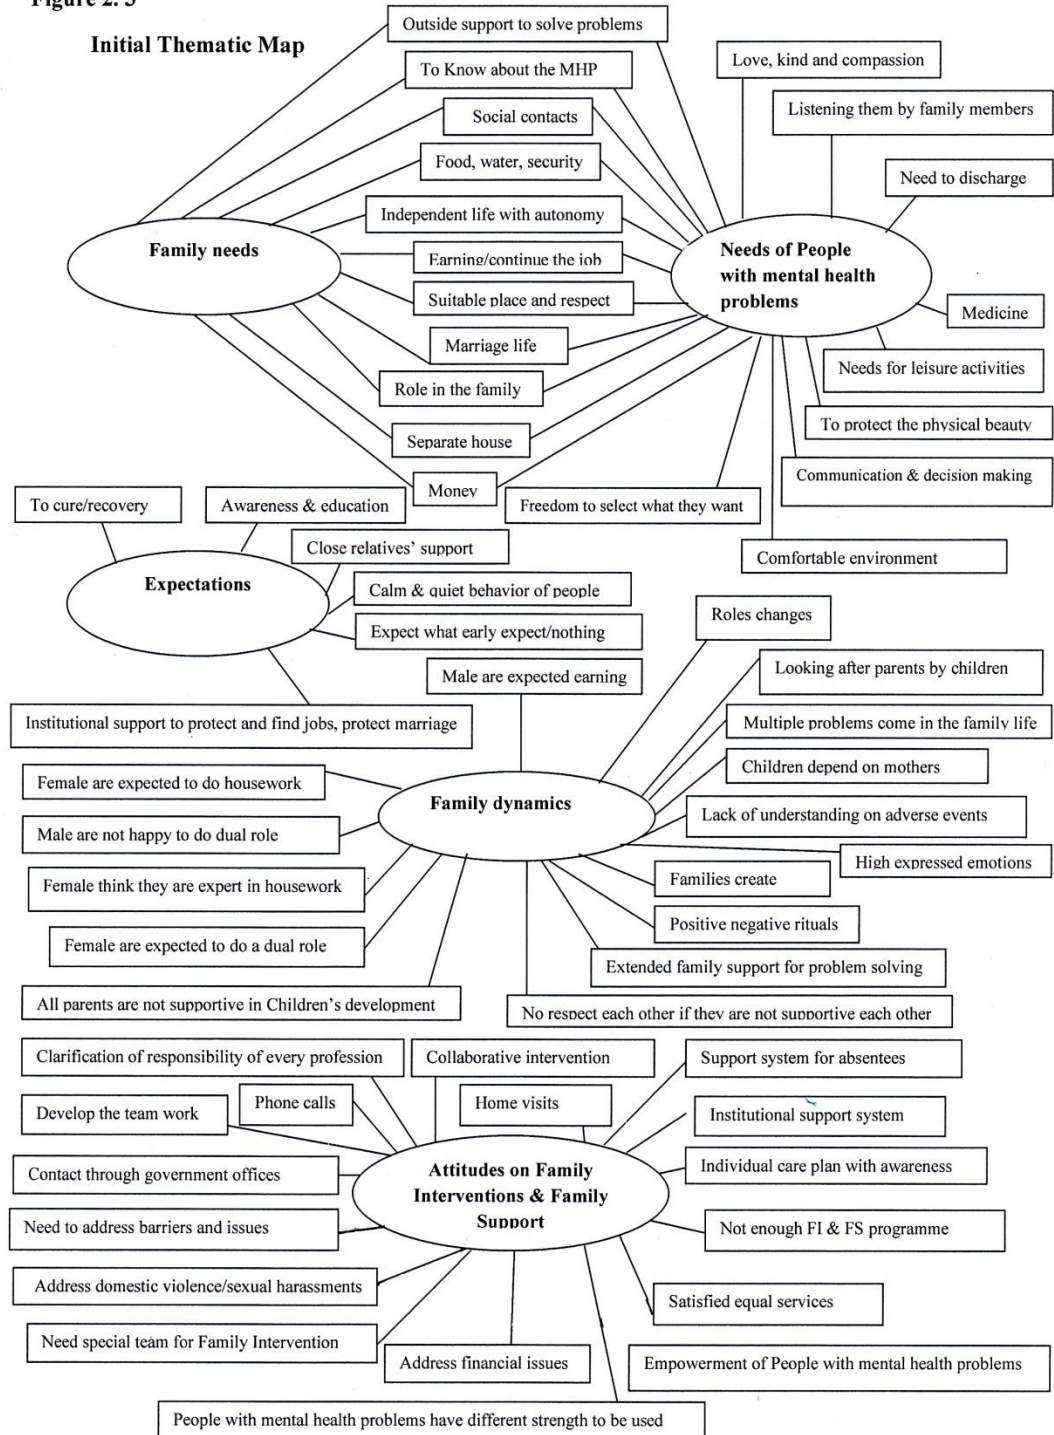 Figure 2. 3
Initial Thematic Map
Outside support to solve problems
To Know about the MHP
Social contacts
Food, water, security
Independent life with autonomy
Earning/continue the job
Suitable place and respect
Marriage life
Role in the family
Separate house
Money
Family needs
Love, kind and compassion
Listening them by family members
Need to discharge
Needs of People
with mental health
problems
Medicine
Needs for leisure activities
To protect the physical beauty
Communication & decision making
Freedom to select what they want
Comfortable environment
To cure/recovery
Awareness & education
Close relatives' support
Expectations
Calm & quiet behavior of people
Expect what early expect/nothing
Institutional support to protect and find jobs, protect marriage
Male are expected earning
Roles changes
Looking after parents by children
Multiple problems come in the family life
Children depend on mothers
Lack of understanding on adverse events
High expressed emotions
Family dynamics
Female are expected to do housework
Male are not happy to do dual role
Female think they are expert in housework
Female are expected to do a dual role
All parents are not supportive in Children's development
Families create
Positive negative rituals
Extended family support for problem solving
No respect each other if they are not supportive each other
Clarification of responsibility of every profession
Collaborative intervention
Support system for absentees
Develop the team work
Phone calls
Home visits
Institutional support system
Contact through government offices
Attitudes on Family
Interventions & Family
Support
Individual care plan with awareness
Need to address barriers and issues
Not enough FI & FS programme
Address domestic violence/sexual harassments
Satisfied equal services
Need special team for Family Intervention
Address financial issues
Empowerment of People with mental health problems
People with mental health problems have different strength to be used